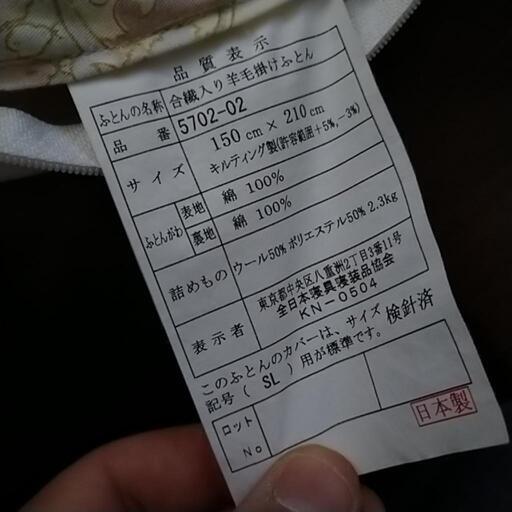 品質表示
ふとんの名称 合繊入り羊毛掛けふとん
品番 5702-02
サイズ 150cm × 210cm
キルティング製(許容範囲+5%,-3%)
ふとんがわ 表地 綿 100%
裏地 綿 100%
詰めもの ウール50% ポリエステル50% 2.3kg
表示者 東京都中央区八重洲2丁目3番11号
全日本寝具寝装品協会
KN-0504
このふとんのカバーは、サイズ
記号( SL )用が標準です。
検針済
ロット
No
日本製